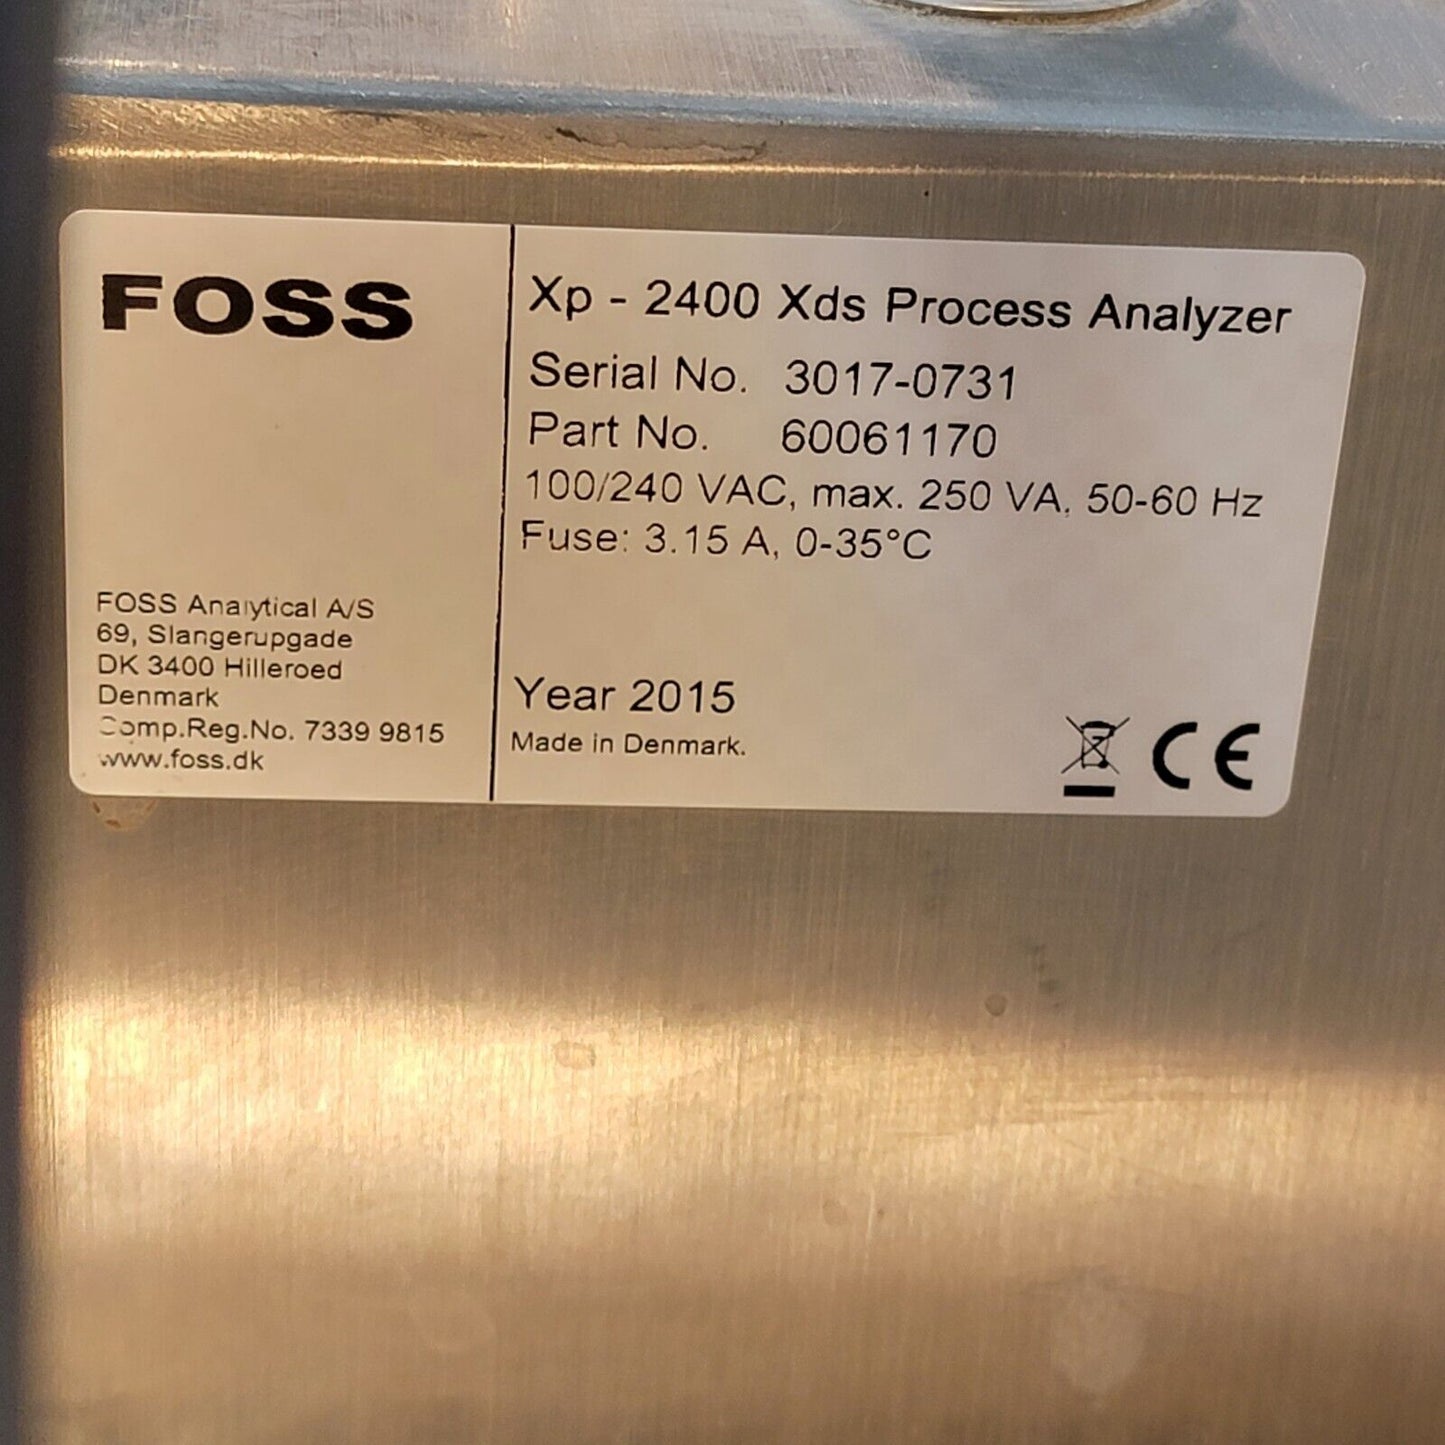 FOSS
FOSS Analytical A/S
69, Slangerupgade
DK 3400 Hilleroed
Denmark
Comp.Reg.No. 7339 9815
www.foss.dk
Xp - 2400 Xds Process Analyzer
Serial No. 3017-0731
Part No. 60061170
100/240 VAC, max. 250 VA, 50-60 Hz
Fuse: 3.15 A, 0-35°C
Year 2015
Made in Denmark.
CE